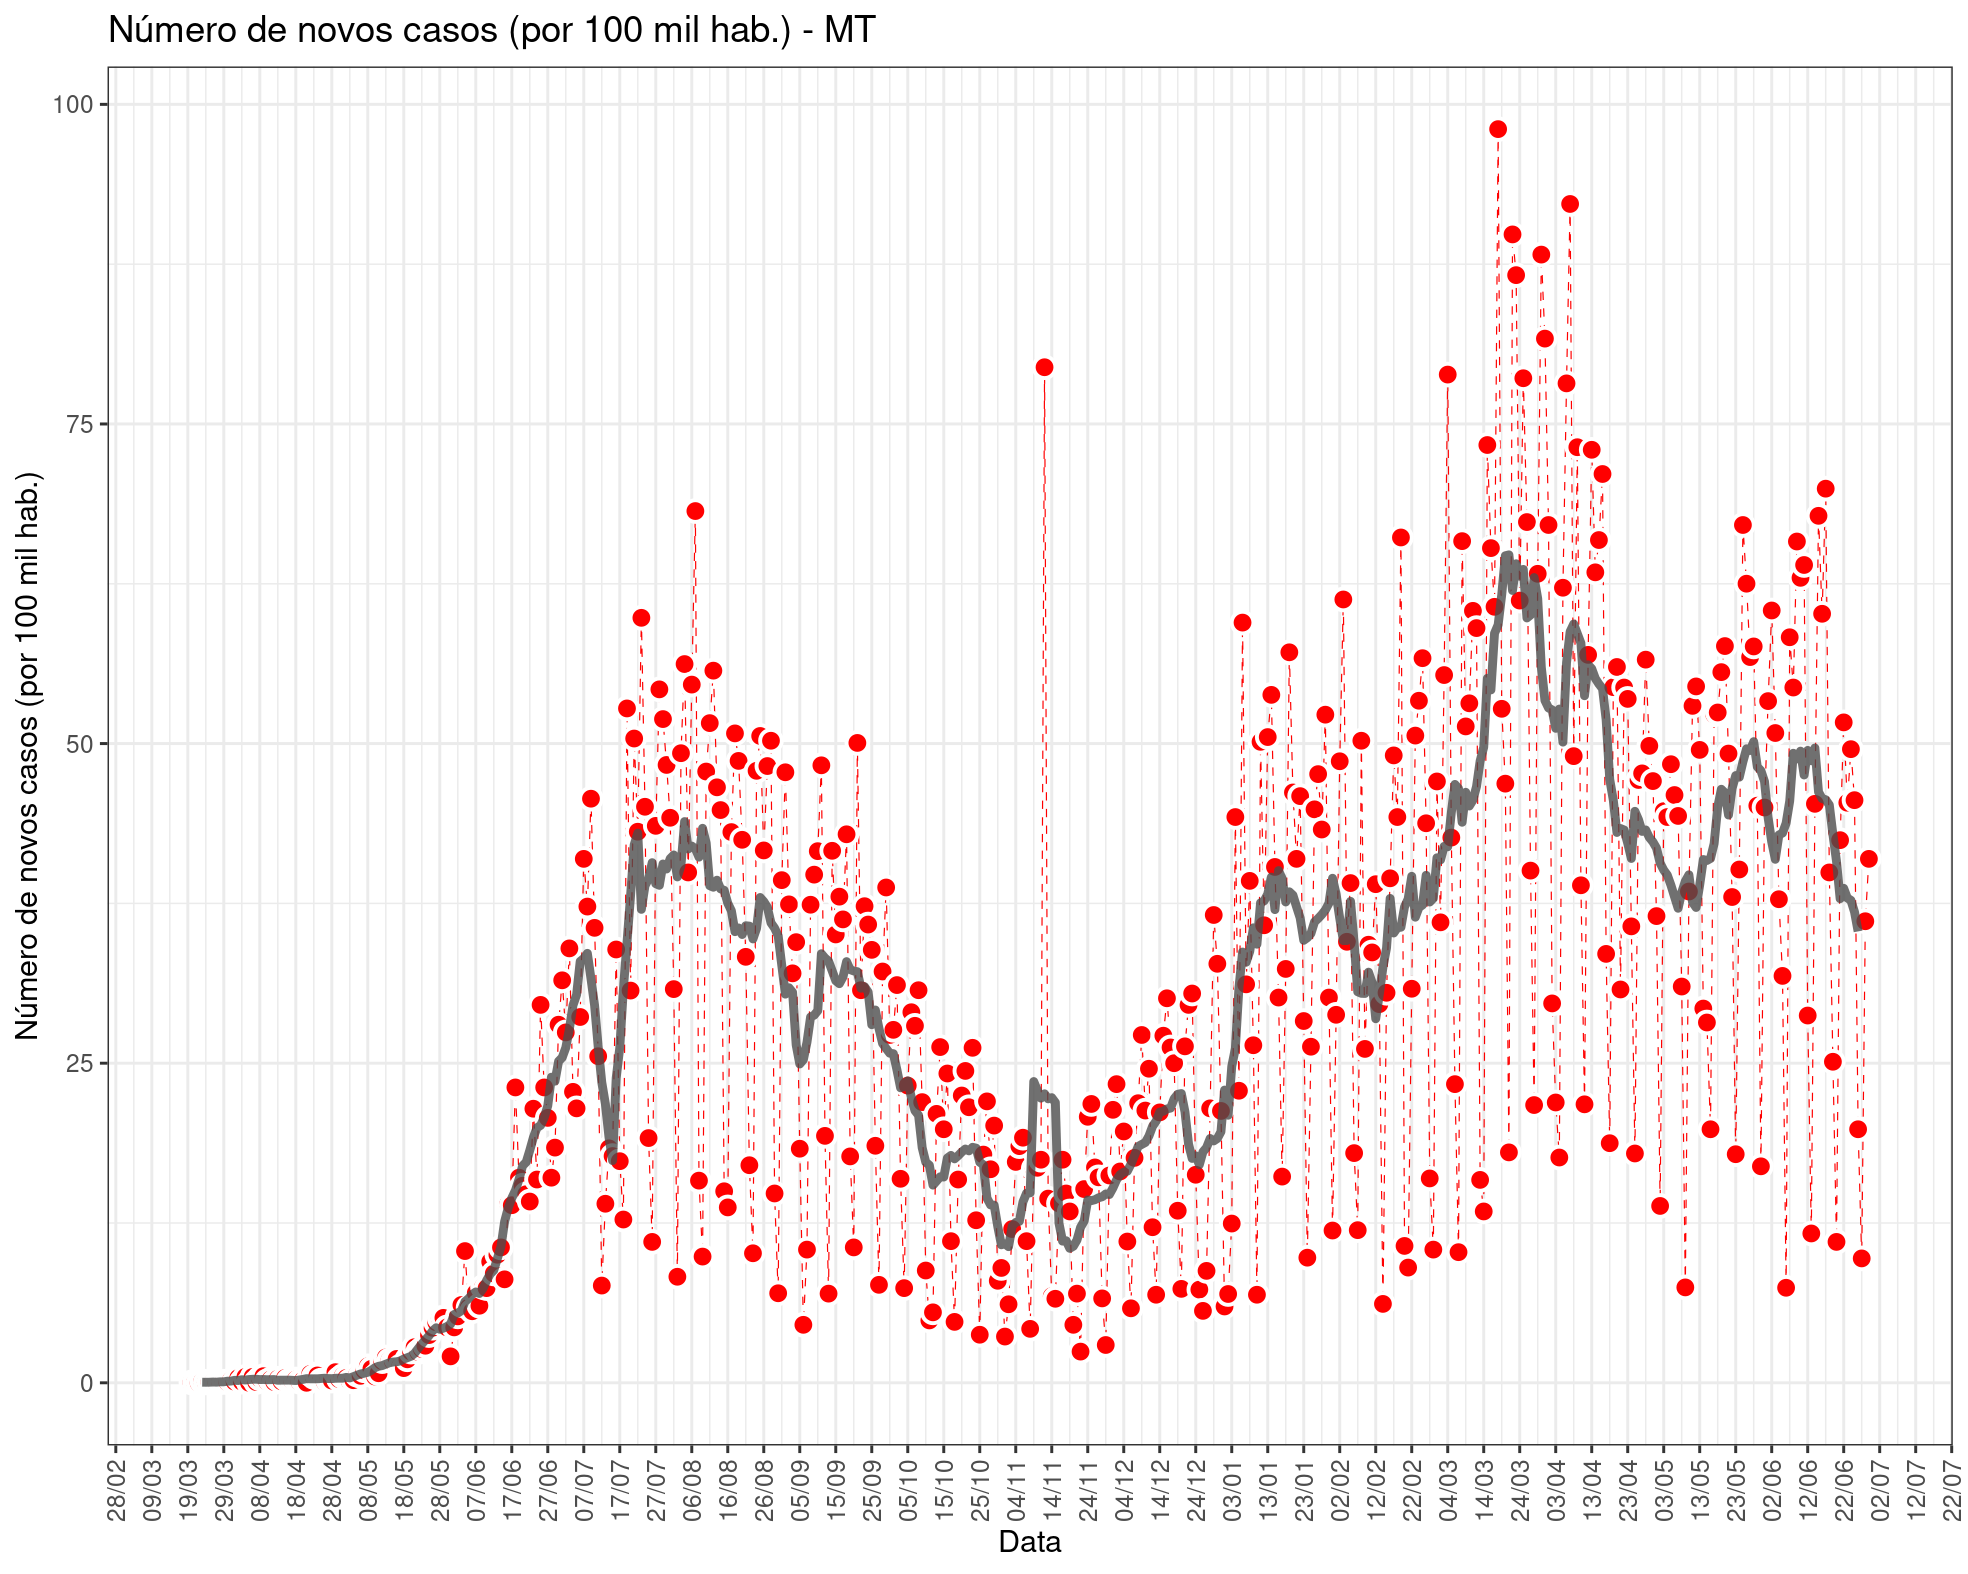 Número de novos casos (por 100 mil hab.) - MT
Número de novos casos (por 100 mil hab.)
100
75
50
25
0
28/02 09/03 19/03 29/03 08/04 18/04 28/04 08/05 18/05 28/05 07/06 17/06 27/06 07/07 17/07 27/07 06/08 16/08 26/08 05/09 15/09 25/09 05/10 15/10 25/10 04/11 14/11 24/11 04/12 14/12 24/12 03/01 13/01 23/01 02/02 12/02 22/02 04/03 14/03 24/03 03/04 13/04 23/04 03/05 13/05 23/05 02/06 12/06 22/06 02/07 12/07 22/07
Data